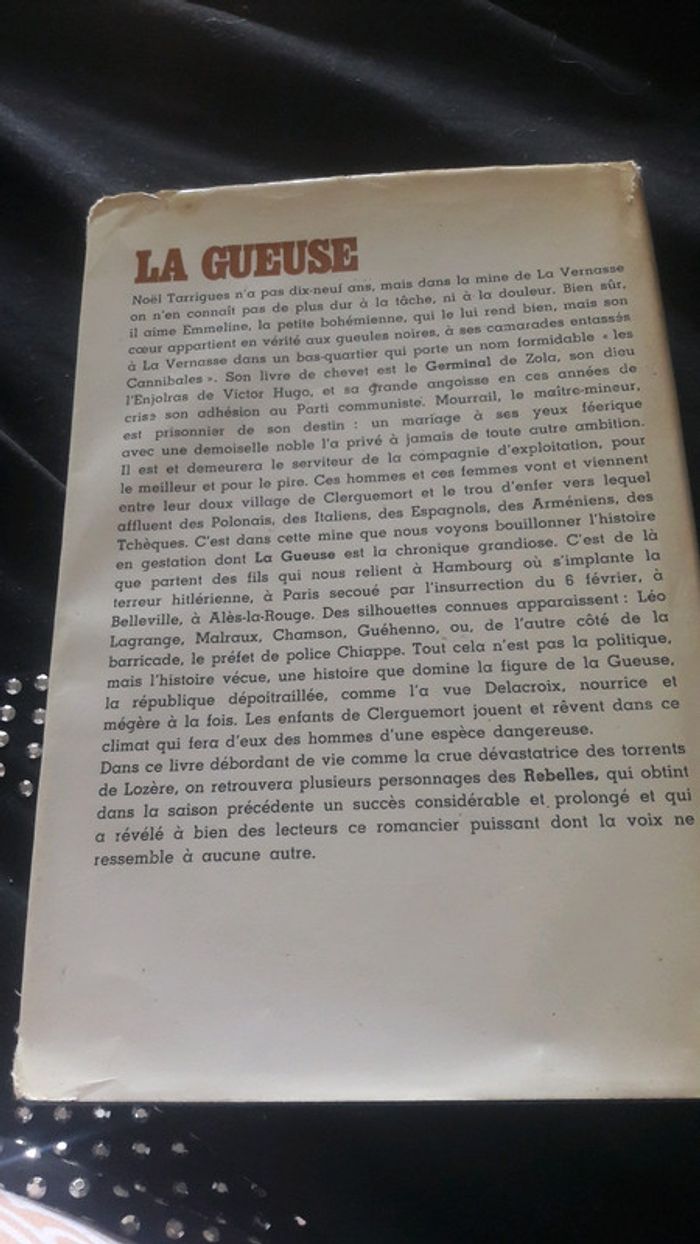 LA GUEUSE
Noël Tarrigues n'a pas dix-neuf ans, mais dans la mine de La Vernasse
on n'en connaît pas de plus dur à la tâche, ni à la douleur. Bien sûr,
il aime Emmeline, la petite bohémienne, qui le lui rend bien, mais son
cœur appartient en vérité aux gueules noires, à ses camarades entassés
à La Vernasse dans un bas-quartier qui porte un nom formidable « les
Cannibales ». Son livre de chevet est le Germinal de Zola, son dieu
l'Enjolras de Victor Hugo, et sa grande angoisse en ces années de
crise son adhésion au Parti communiste. Mourrail, le maître-mineur,
est prisonnier de son destin : un mariage à ses yeux féerique
avec une demoiselle noble l'a privé à jamais de toute autre ambition.
Il est et demeurera le serviteur de la compagnie d'exploitation, pour
le meilleur et pour le pire. Ces hommes et ces femmes vont et viennent
entre leur doux village de Clerguemort et le trou d'enfer vers lequel
affluent des Polonais, des Italiens, des Espagnols, des Arméniens, des
Tchèques. C'est dans cette mine que nous voyons bouillonner l'histoire
en gestation dont La Gueuse est la chronique grandiose. C'est de là
que partent des fils qui nous relient à Hambourg où s'implante la
terreur hitlérienne, à Paris secoué par l'insurrection du 6 février, à
Belleville, à Alès-la-Rouge. Des silhouettes connues apparaissent : Léo
Lagrange, Malraux, Chamson, Guéhenno, ou, de l'autre côté de la
barricade, le préfet de police Chiappe. Tout cela n'est pas la politique,
mais l'histoire vécue, une histoire que domine la figure de la Gueuse,
la république dépoitraillée, comme l'a vue Delacroix, nourrice et
mégère à la fois. Les enfants de Clerguemort jouent et rêvent dans ce
climat qui fera d'eux des hommes d'une espèce dangereuse.
Dans ce livre débordant de vie comme la crue dévastatrice des torrents
de Lozère, on retrouvera plusieurs personnages des Rebelles, qui obtint
dans la saison précédente un succès considérable et prolongé et qui
a révélé à bien des lecteurs ce romancier puissant dont la voix ne
ressemble à aucune autre.